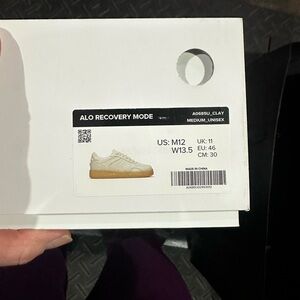 ALO RECOVERY MODE
A0689U_CLAY
MEDIUM_UNISEX
US: M12
W13.5
UK: 11
EU: 46
CM: 30
MADE IN CHINA